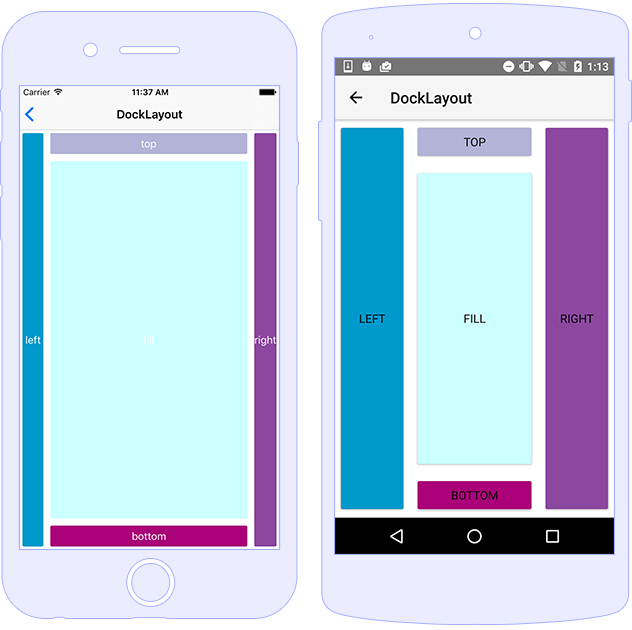 Carrier 11:37 AM
DockLayout
top
left
fill
right
bottom
1:13
DockLayout
TOP
LEFT
FILL
RIGHT
BOTTOM